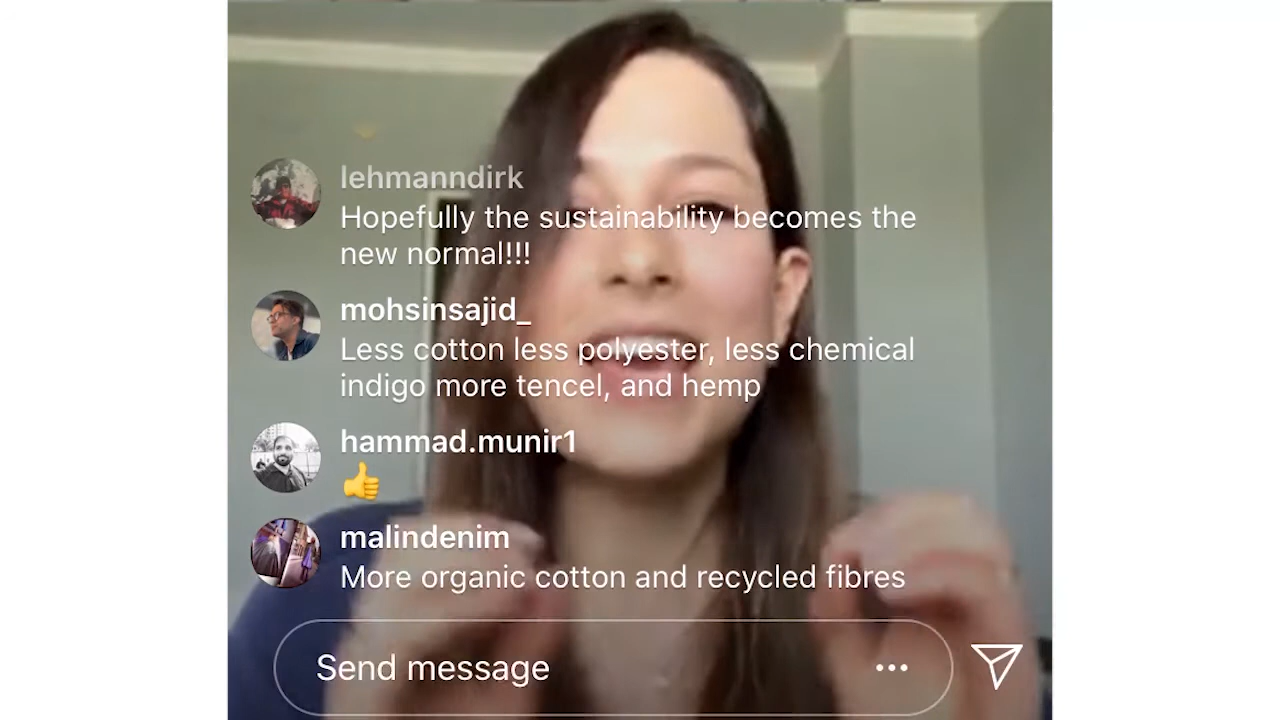 lehmanndirk
Hopefully the sustainability becomes the
new normal!!!
mohsinsajid_
Less cotton less polyester, less chemical
indigo more tencel, and hemp
hammad.munir1
👍
malindenim
More organic cotton and recycled fibres
Send message